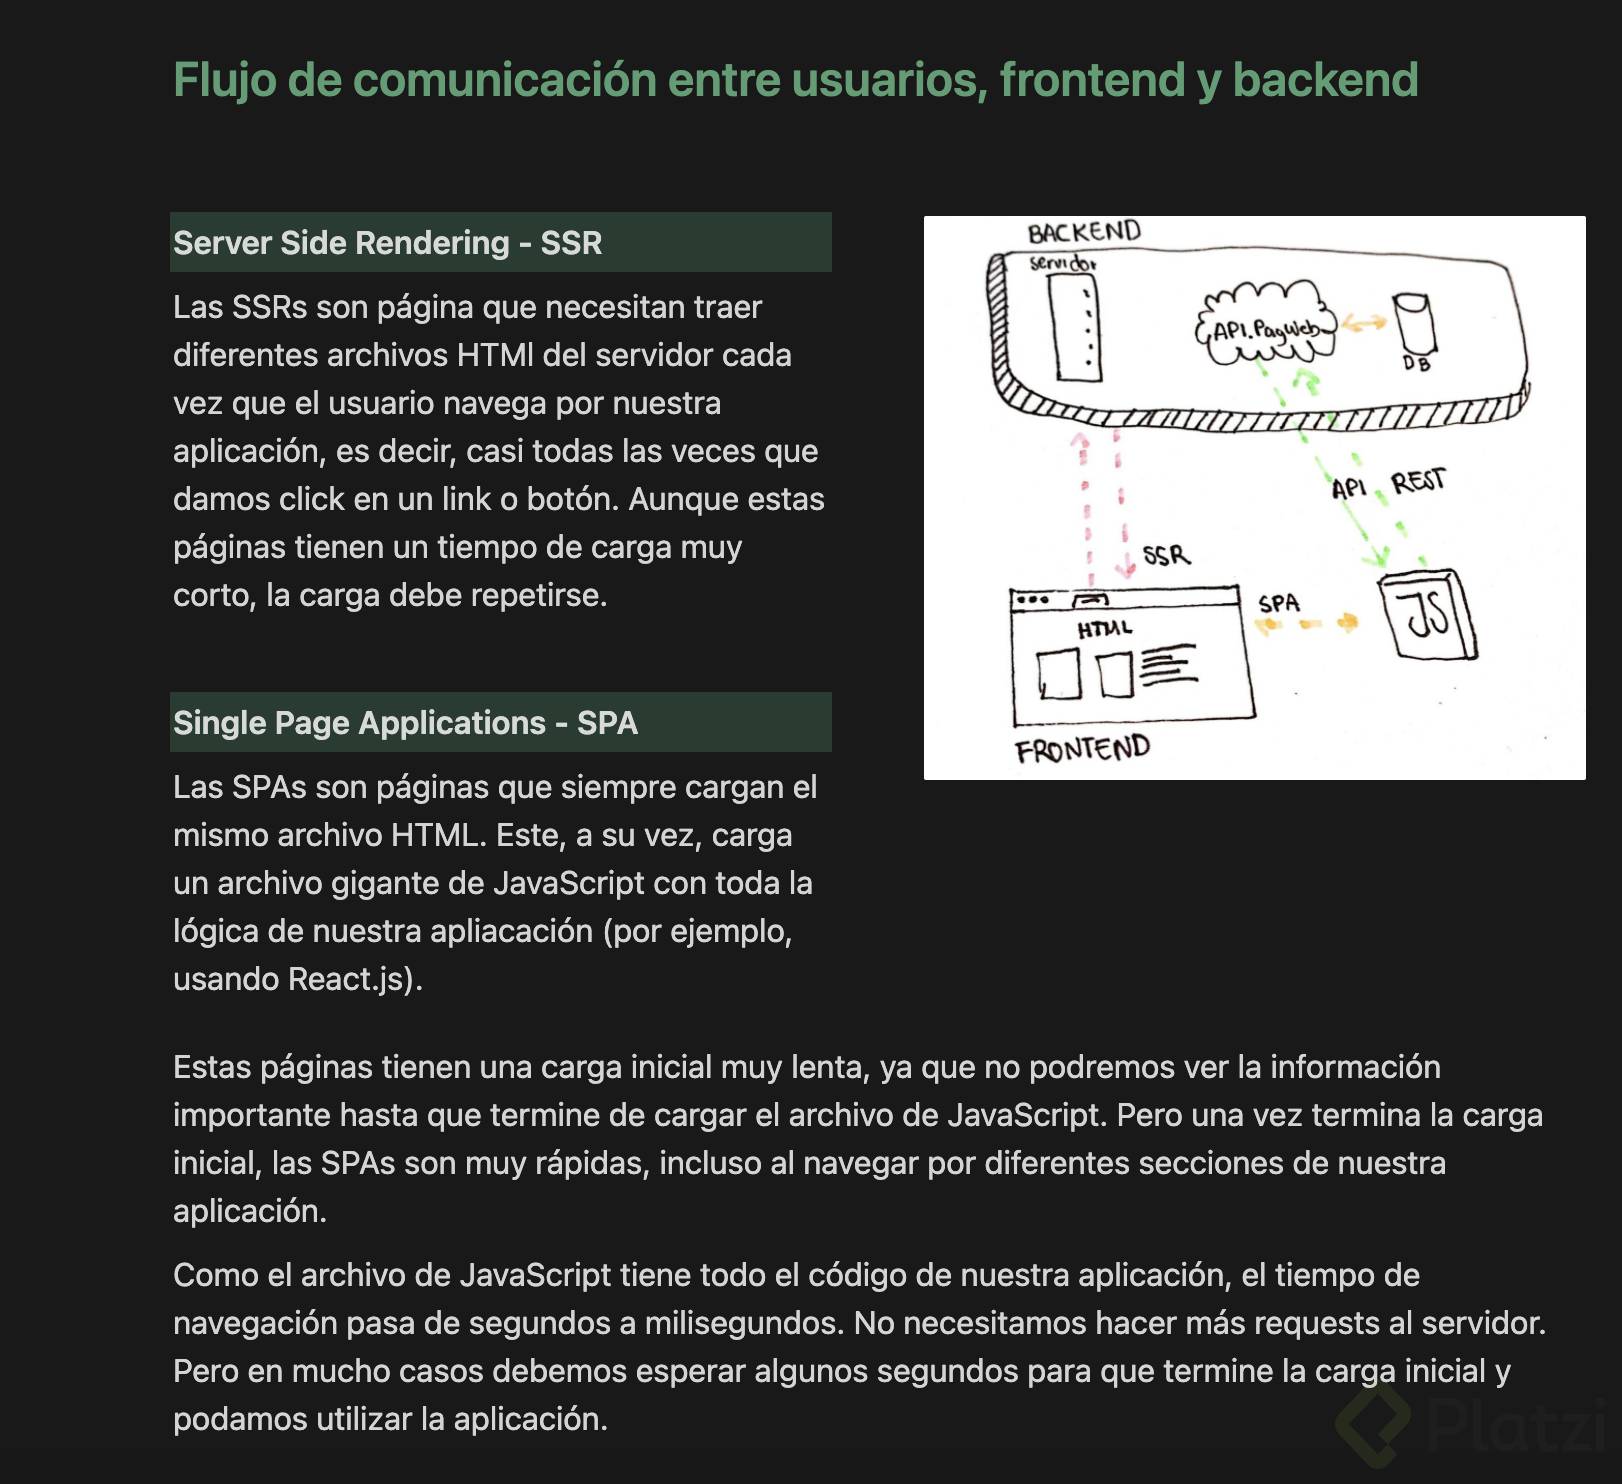 Flujo de comunicación entre usuarios, frontend y backend
Server Side Rendering - SSR
Las SSRs son página que necesitan traer
diferentes archivos HTMl del servidor cada
vez que el usuario navega por nuestra
aplicación, es decir, casi todas las veces que
damos click en un link o botón. Aunque estas
páginas tienen un tiempo de carga muy
corto, la carga debe repetirse.
Single Page Applications - SPA
Las SPAs son páginas que siempre cargan el
mismo archivo HTML. Este, a su vez, carga
un archivo gigante de JavaScript con toda la
lógica de nuestra apliacación (por ejemplo,
usando React.js).
BACKEND
servidor
API.PagWeb
DB
API REST
SSR
SPA
JS
HTML
FRONTEND
Estas páginas tienen una carga inicial muy lenta, ya que no podremos ver la información
importante hasta que termine de cargar el archivo de JavaScript. Pero una vez termina la carga
inicial, las SPAs son muy rápidas, incluso al navegar por diferentes secciones de nuestra
aplicación.
Como el archivo de JavaScript tiene todo el código de nuestra aplicación, el tiempo de
navegación pasa de segundos a milisegundos. No necesitamos hacer más requests al servidor.
Pero en mucho casos debemos esperar algunos segundos para que termine la carga inicial y
podamos utilizar la aplicación.
Platzi